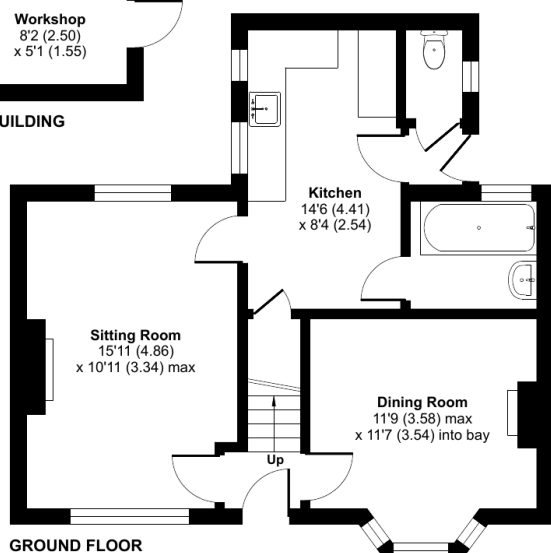 Workshop
8'2 (2.50)
x 5'1 (1.55)
UILDING
Kitchen
14'6 (4.41)
x 8'4 (2.54)
Sitting Room
15'11 (4.86)
x 10'11 (3.34) max
Dining Room
11'9 (3.58) max
x 11'7 (3.54) into bay
Up
GROUND FLOOR